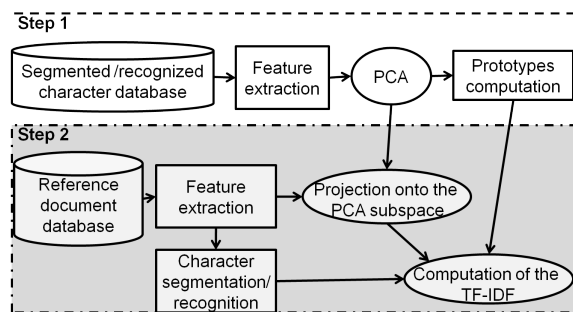 Step 1
Segmented /recognized
character database
Feature
extraction
PCA
Prototypes
computation
Step 2
Reference
document
database
Feature
extraction
Projection onto the
PCA subspace
Character
segmentation/
recognition
Computation of the
TF-IDF